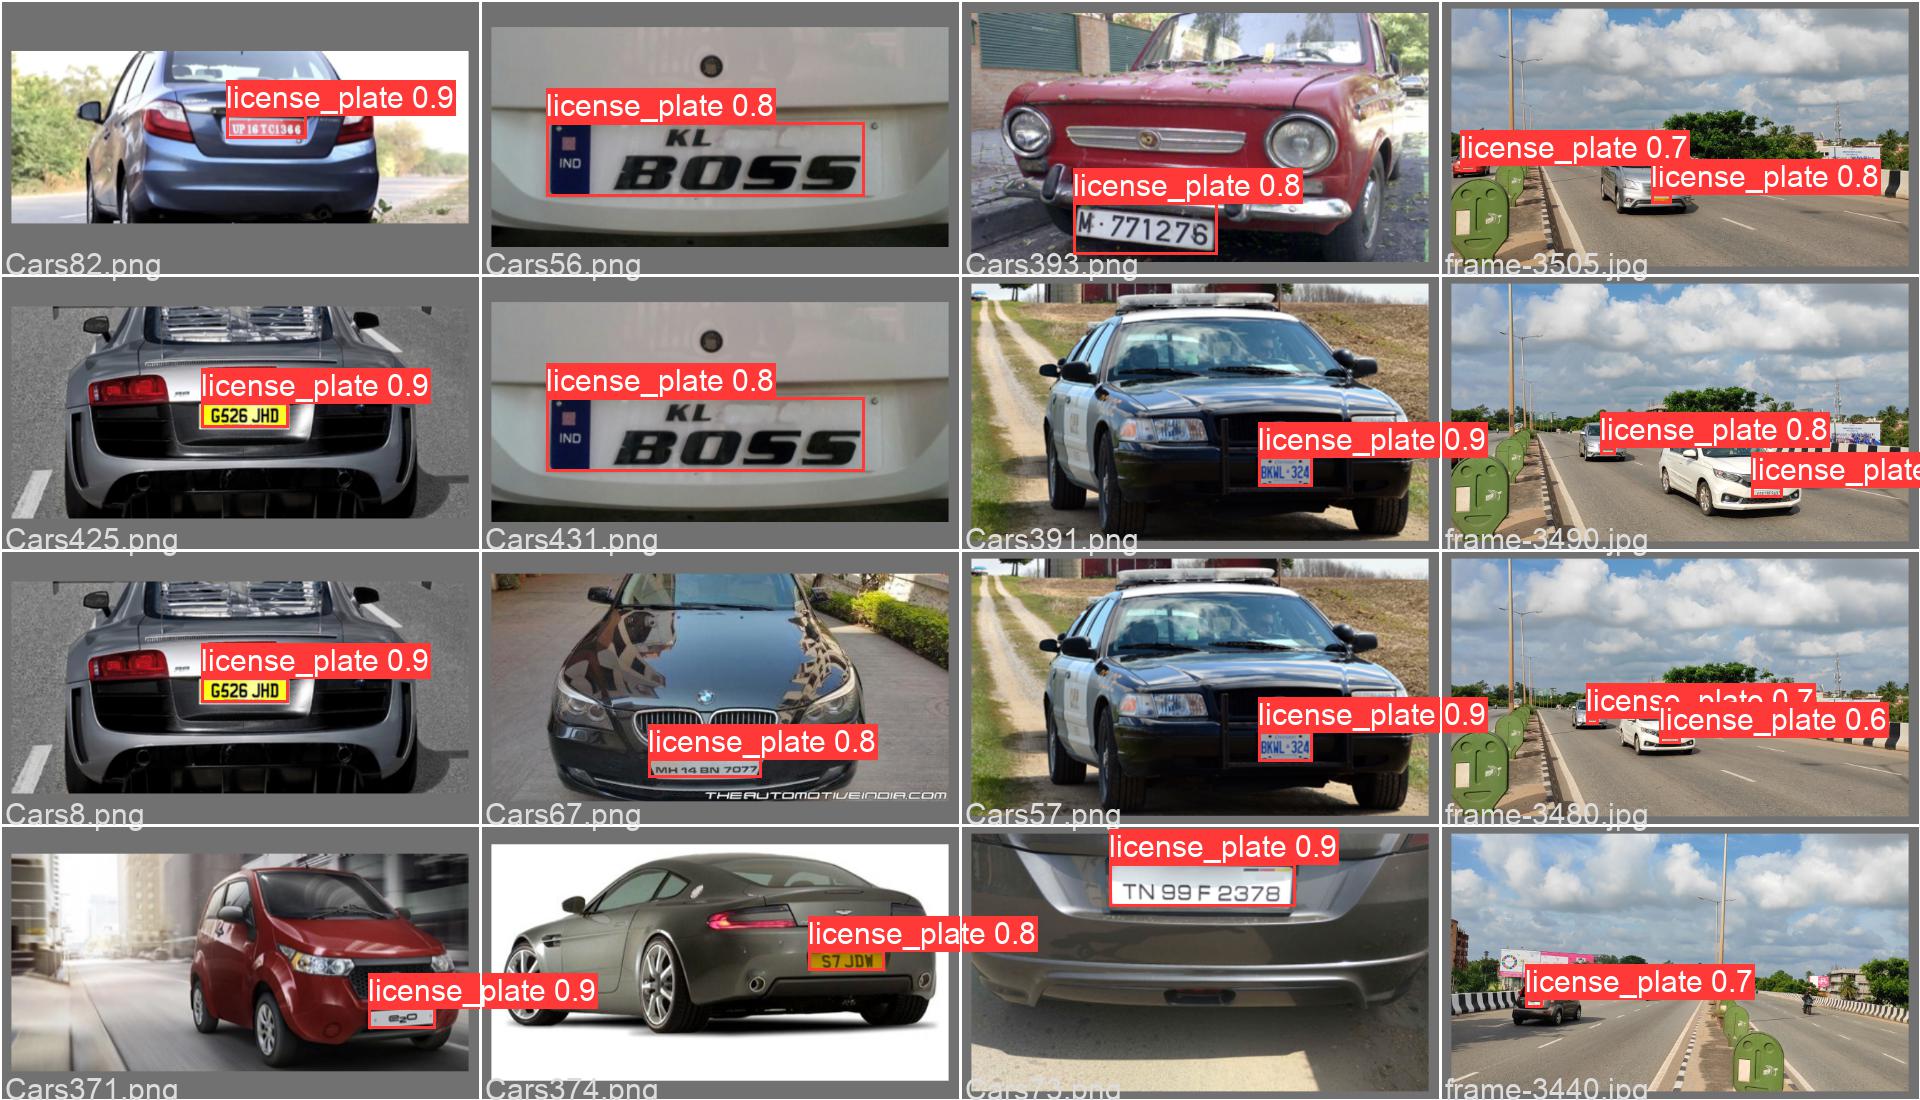 license_plate 0.9
UP16TC1366
Cars82.png
license_plate 0.8
KL
IND
BOSS
Cars56.png
license_plate 0.8
M·771276
Cars393.png
license_plate 0.7
license_plate 0.8
frame-3505.jpg
license_plate 0.9
G526 JHD
Cars425.png
license_plate 0.8
KL
IND
BOSS
Cars431.png
license_plate 0.9
BKWL·324
Cars391.png
license_plate 0.8
license_plate
frame-3490.jpg
license_plate 0.9
G526 JHD
Cars8.png
license_plate 0.8
MH 14 BN 7077
THEAUTOMOTIVEINDIA.COM
Cars67.png
license_plate 0.9
BKWL·324
Cars57.png
license_plate 0.7
license_plate 0.6
frame-3480.jpg
license_plate 0.9
e2o
Cars371.png
license_plate 0.8
S7 JDW
Cars374.png
license_plate 0.9
TN 99 F 2378
Cars73.png
license_plate 0.7
frame-3440.jpg